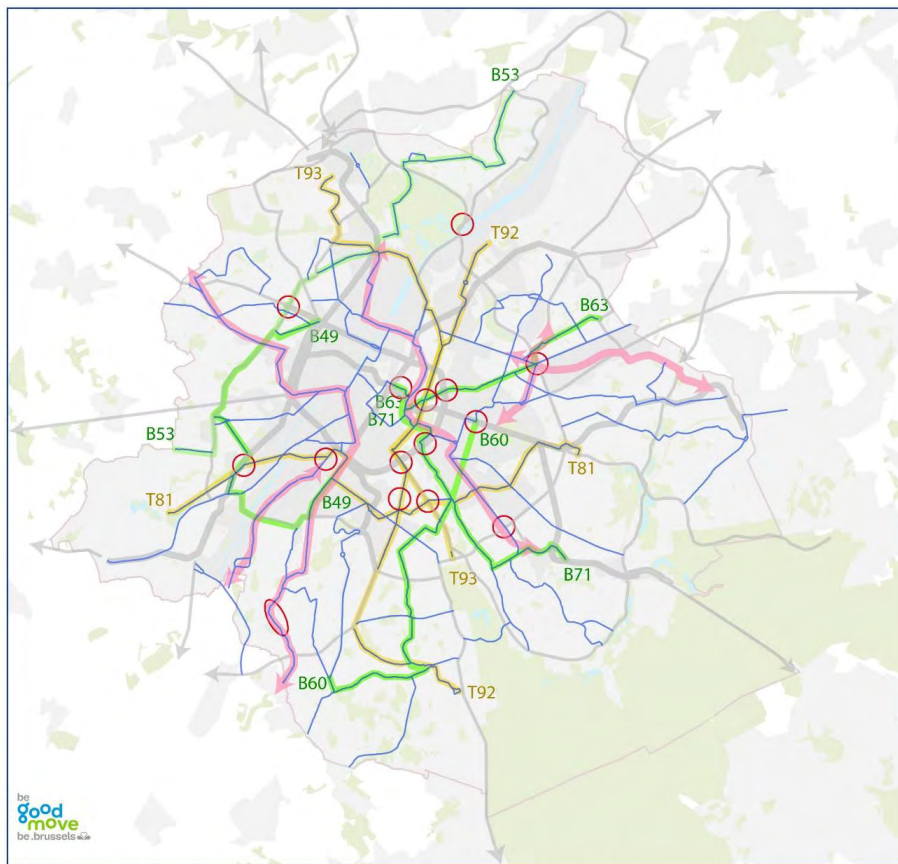 B53
T93
T92
B63
B49
B63
B71
B60
B53
T81
T81
B49
T93
B71
B60
T92
be
good
move
be.brussels